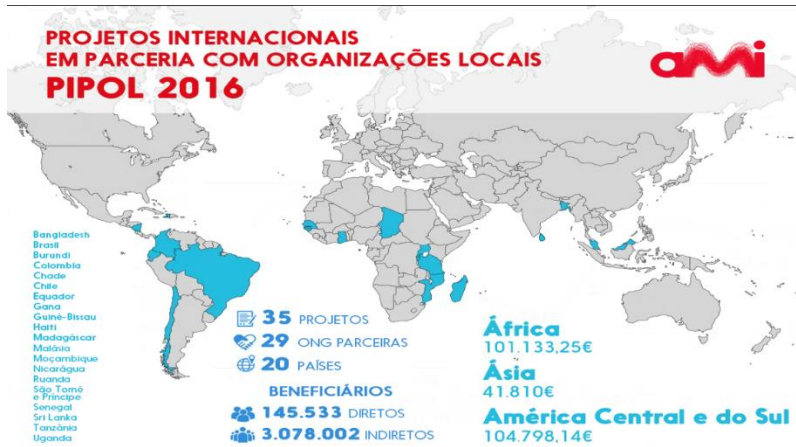 PROJETOS INTERNACIONAIS
EM PARCERIA COM ORGANIZAÇÕES LOCAIS
PIPOL 2016
aMi
Bangladesh
Brasil
Burundi
Colombia
Chade
Chile
Equador
Gana
Guiné-Bissau
Haiti
Madagáscar
Malásia
Moçambique
Nicarágua
Ruanda
São Tomé
e Príncipe
Senegal
Sri Lanka
Tanzânia
Uganda
35 PROJETOS
29 ONG PARCEIRAS
20 PAÍSES
BENEFICIÁRIOS
145.533 DIRETOS
3.078.002 INDIRETOS
África
101.133,25€
Ásia
41.810€
América Central e do Sul
104.798,14€